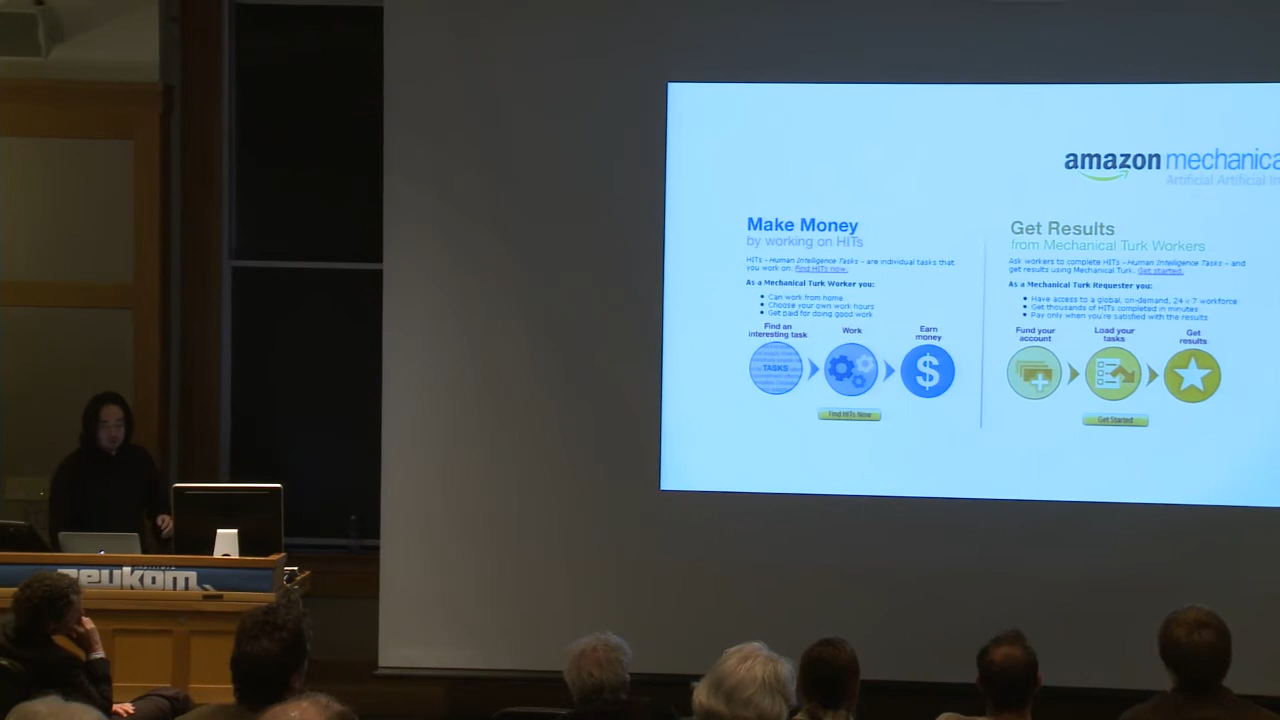 amazon mechanica
Artificial Artificial In
Make Money
by working on HITs
HITs - Human Intelligence Tasks - are individual tasks that
you work on. Find HITs now.
As a Mechanical Turk Worker you:
• Can work from home
• Choose your own work hours
• Get paid for doing good work
Find an
interesting task
Work
Earn
money
TASKS
$
Find HITs Now
Get Results
from Mechanical Turk Workers
Ask workers to complete HITs - Human Intelligence Tasks - and
get results using Mechanical Turk. Get started.
As a Mechanical Turk Requester you:
• Have access to a global, on-demand, 24 x 7 workforce
• Get thousands of HITs completed in minutes
• Pay only when you're satisfied with the results
Fund your
account
Load your
tasks
Get
results
Get Started
INSTITUTE
neukom